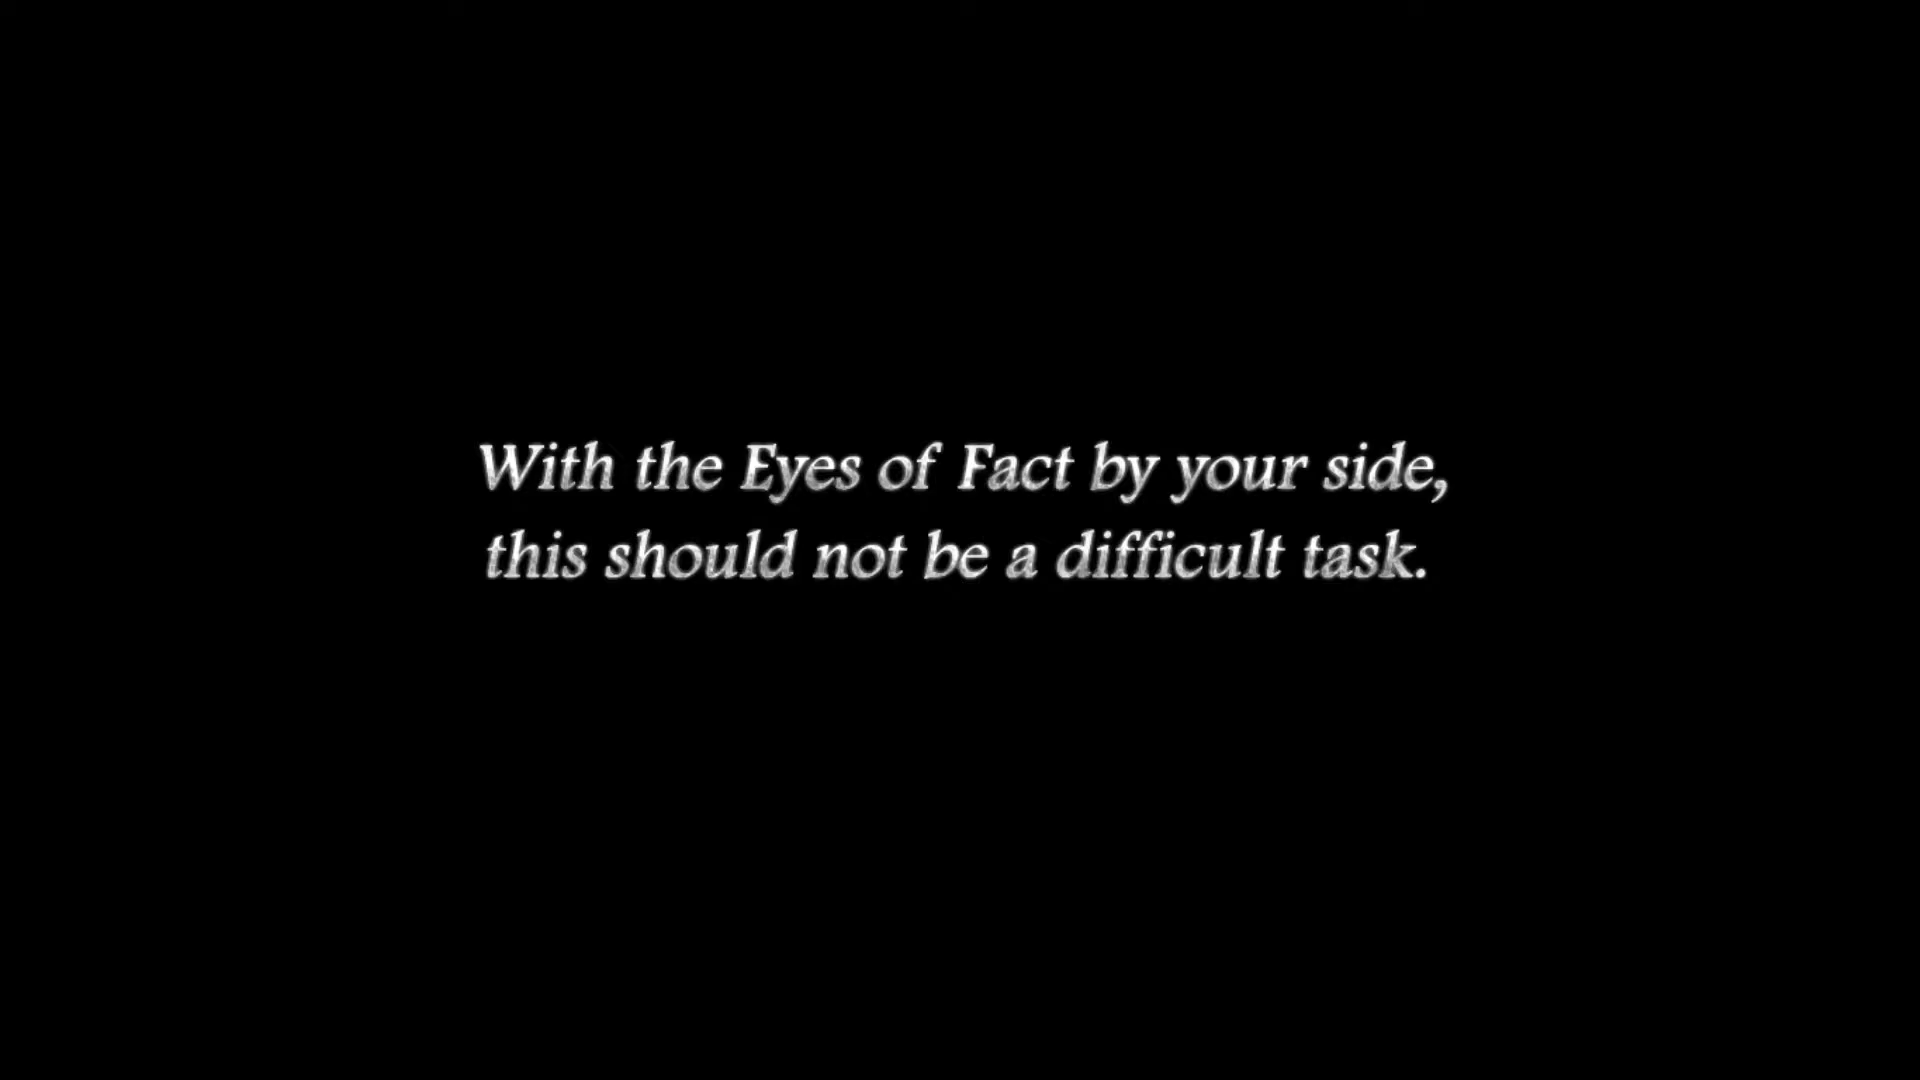 With the Eyes of Fact by your side,
this should not be a difficult task.